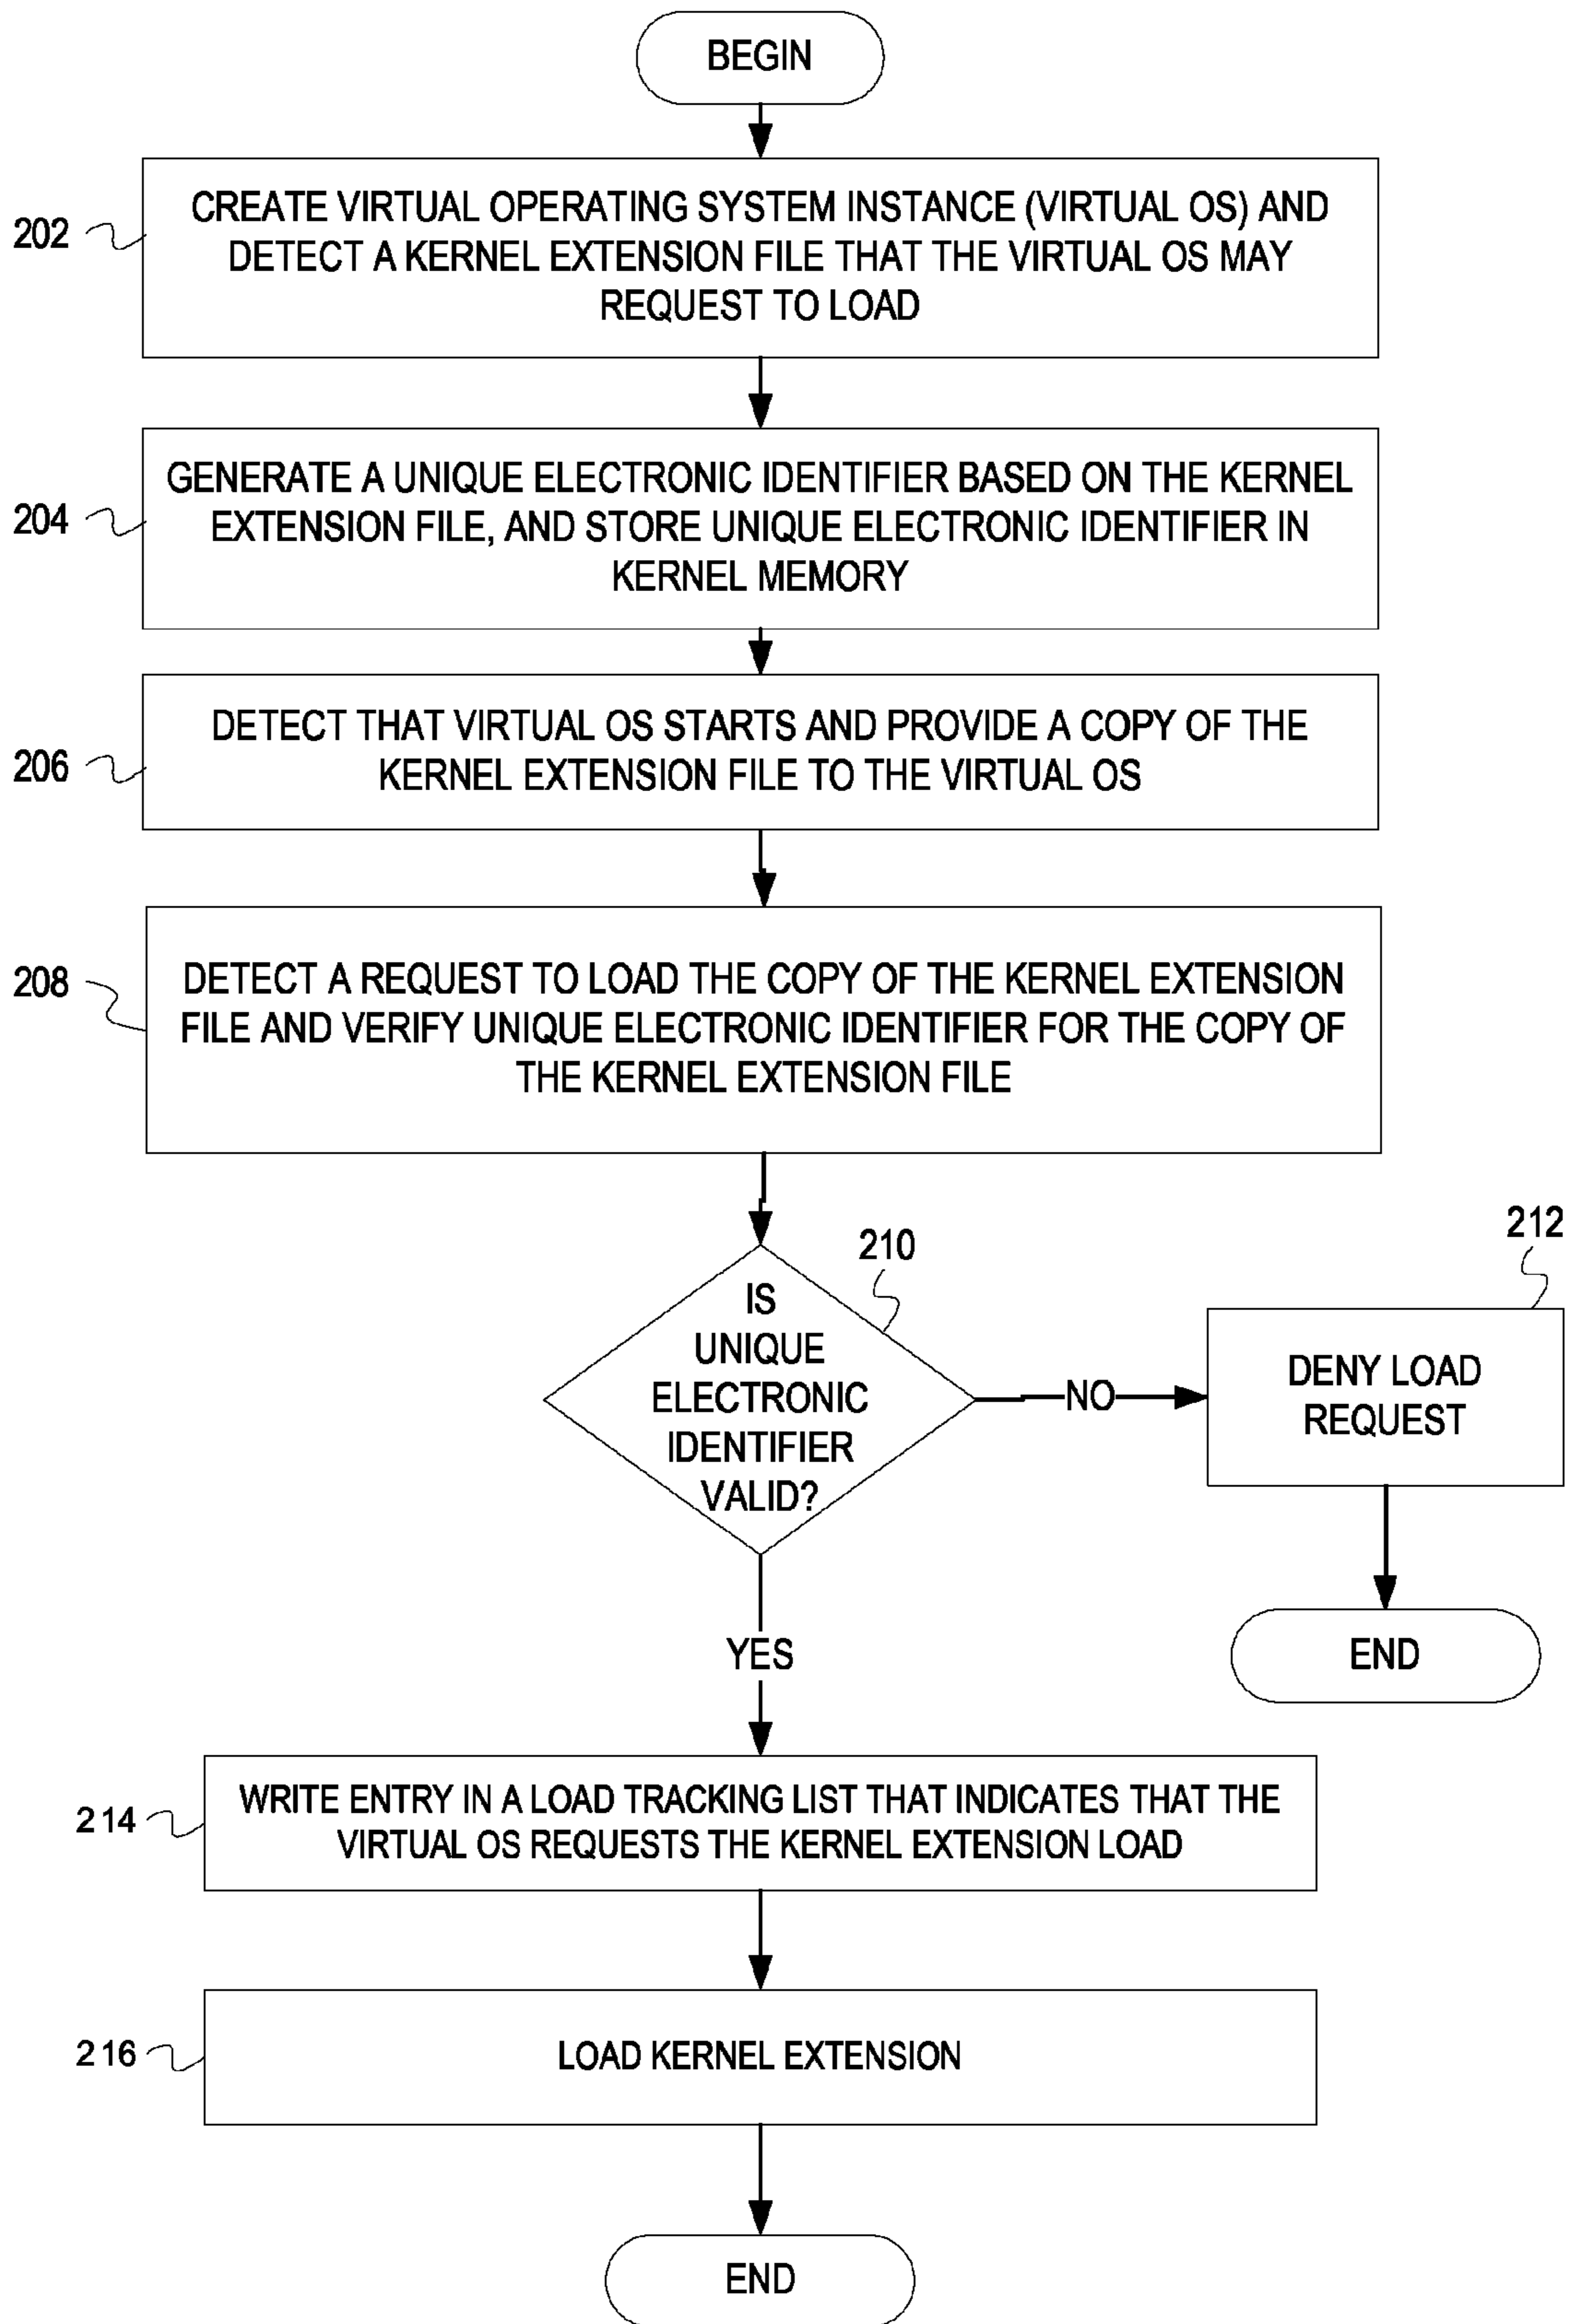 BEGIN
202
CREATE VIRTUAL OPERATING SYSTEM INSTANCE (VIRTUAL OS) AND
DETECT A KERNEL EXTENSION FILE THAT THE VIRTUAL OS MAY
REQUEST TO LOAD
204
GENERATE A UNIQUE ELECTRONIC IDENTIFIER BASED ON THE KERNEL
EXTENSION FILE, AND STORE UNIQUE ELECTRONIC IDENTIFIER IN
KERNEL MEMORY
206
DETECT THAT VIRTUAL OS STARTS AND PROVIDE A COPY OF THE
KERNEL EXTENSION FILE TO THE VIRTUAL OS
208
DETECT A REQUEST TO LOAD THE COPY OF THE KERNEL EXTENSION
FILE AND VERIFY UNIQUE ELECTRONIC IDENTIFIER FOR THE COPY OF
THE KERNEL EXTENSION FILE
210
IS
UNIQUE
ELECTRONIC
IDENTIFIER
VALID?
NO
212
DENY LOAD
REQUEST
END
YES
214
WRITE ENTRY IN A LOAD TRACKING LIST THAT INDICATES THAT THE
VIRTUAL OS REQUESTS THE KERNEL EXTENSION LOAD
216
LOAD KERNEL EXTENSION
END